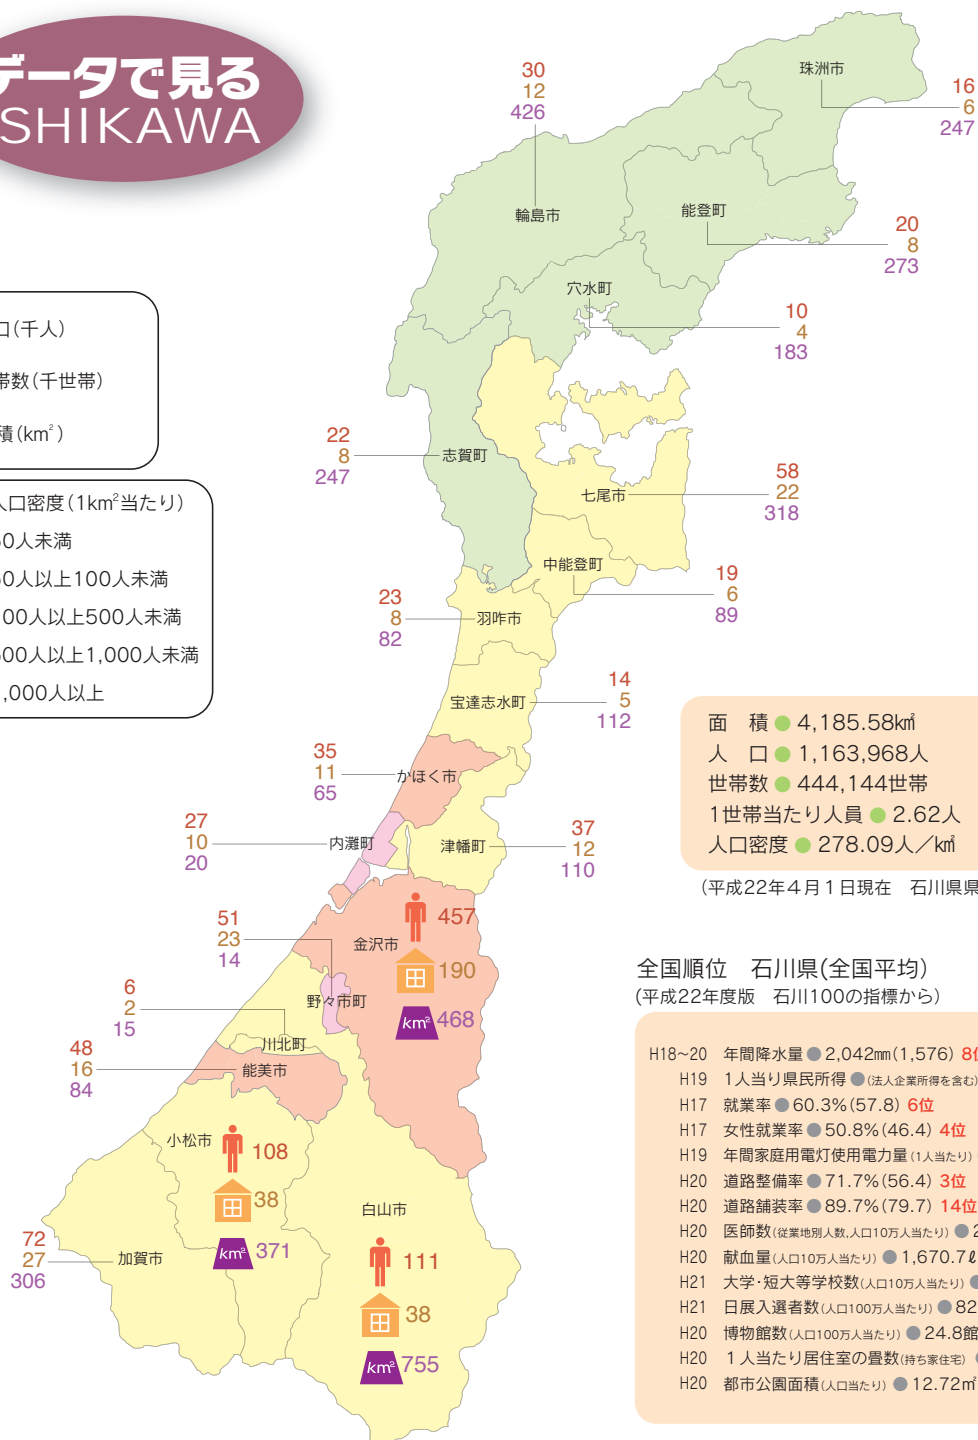 データで見る
SHIKAWA
口(千人)
帯数(千世帯)
積(km²)
人口密度(1km²当たり)
0人未満
0人以上100人未満
00人以上500人未満
00人以上1,000人未満
,000人以上
珠洲市
16
6
247
輪島市
30
12
426
能登町
20
8
273
穴水町
10
4
183
志賀町
22
8
247
七尾市
58
22
318
中能登町
19
6
89
羽咋市
23
8
82
宝達志水町
14
5
112
かほく市
35
11
65
内灘町
27
10
20
津幡町
37
12
110
金沢市
457
190
km² 468
野々市町
51
23
14
川北町
6
2
15
能美市
48
16
84
小松市
108
38
km² 371
白山市
111
38
km² 755
加賀市
72
27
306
面 積 ● 4,185.58k㎡
人 口 ● 1,163,968人
世帯数 ● 444,144世帯
1世帯当たり人員 ● 2.62人
人口密度 ● 278.09人/k㎡
(平成22年4月1日現在 石川県県
全国順位 石川県(全国平均)
(平成22年度版 石川100の指標から)
H18~20 年間降水量 ● 2,042㎜(1,576) 8位
H19 1人当り県民所得 ● (法人企業所得を含む)
H17 就業率 ● 60.3%(57.8) 6位
H17 女性就業率 ● 50.8%(46.4) 4位
H19 年間家庭用電灯使用電力量(1人当たり)
H20 道路整備率 ● 71.7%(56.4) 3位
H20 道路舗装率 ● 89.7%(79.7) 14位
H20 医師数(従業地別人数,人口10万人当たり) ● 2
H20 献血量(人口10万人当たり) ● 1,670.7ℓ
H21 大学・短大等学校数(人口10万人当たり) ●
H21 日展入選者数(人口100万人当たり) ● 82
H20 博物館数(人口100万人当たり) ● 24.8館
H20 1人当たり居住室の畳数(持ち家住宅) ●
H20 都市公園面積(人口当たり) ● 12.72㎡